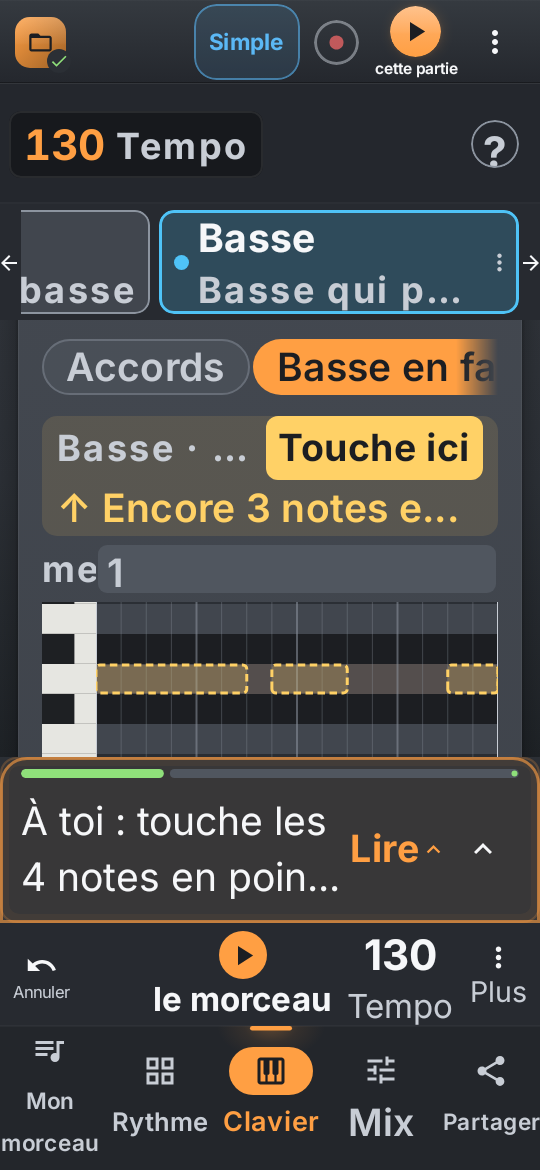 Simple
cette partie
130 Tempo
?
basse
Basse
Basse qui p...
Accords
Basse en fa
Basse · ...
Touche ici
↑ Encore 3 notes e...
me
1
À toi : touche les
4 notes en poin...
Lire
Annuler
le morceau
130
Tempo
Plus
Mon
morceau
Rythme
Clavier
Mix
Partager